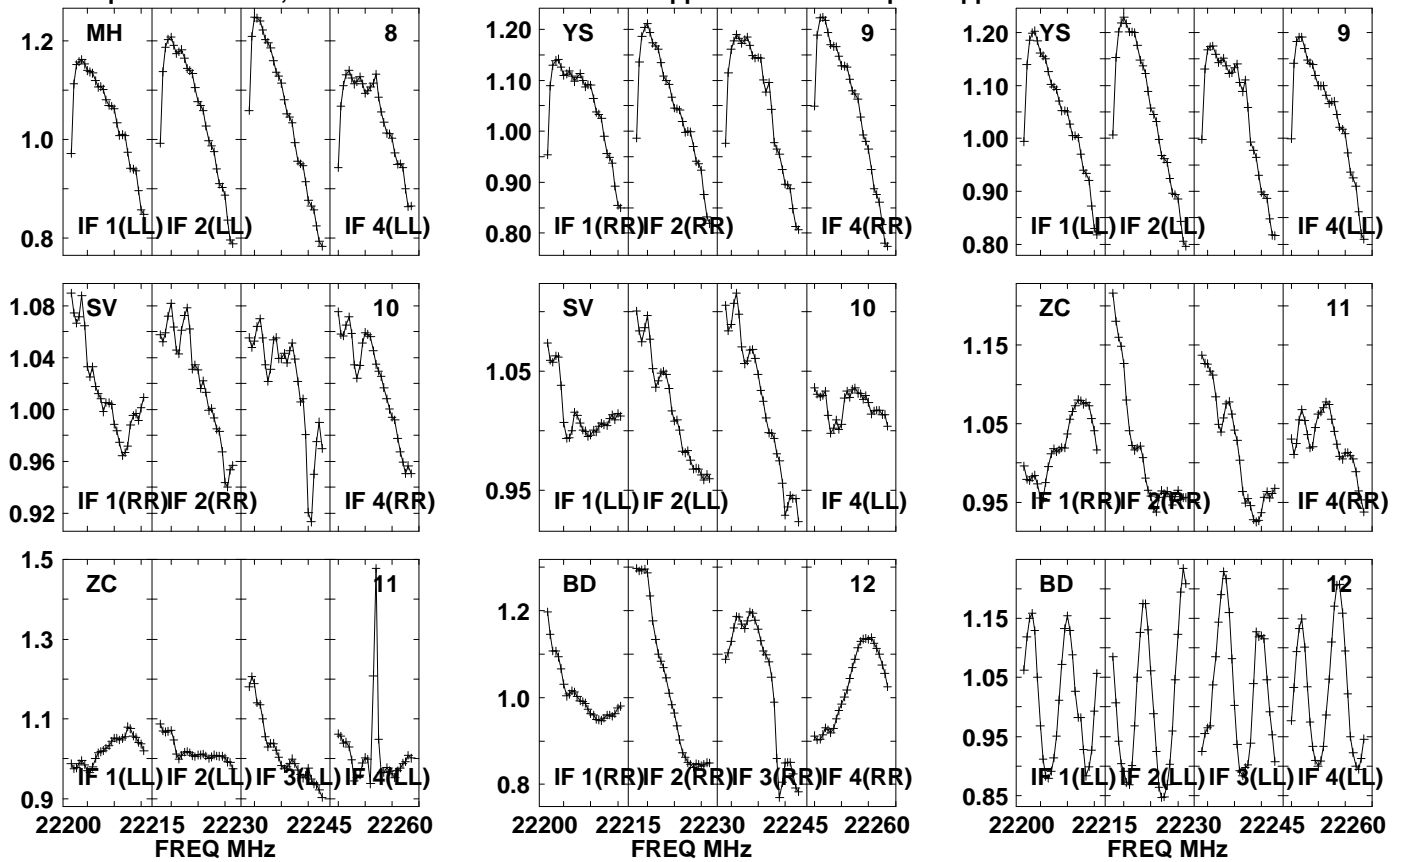 MH 8
1.2
1.0
0.8
IF 1(LL) IF 2(LL) IF 4(LL)
YS 9
1.20
1.10
1.00
0.90
0.80
IF 1(RR) IF 2(RR) IF 4(RR)
YS 9
1.20
1.10
1.00
0.90
0.80
IF 1(LL) IF 2(LL) IF 4(LL)
SV 10
1.08
1.04
1.00
0.96
0.92
IF 1(RR) IF 2(RR) IF 4(RR)
SV 10
1.05
0.95
IF 1(LL) IF 2(LL) IF 4(LL)
ZC 11
1.15
1.05
0.95
IF 1(RR) IF 2(RR) IF 4(RR)
ZC 11
1.5
1.3
1.1
0.9
IF 1(LL) IF 2(LL) IF 3(LL) IF 4(LL)
22200 22215 22230 22245 22260
FREQ MHz
BD 12
1.2
1.0
0.8
IF 1(RR) IF 2(RR) IF 3(RR) IF 4(RR)
22200 22215 22230 22245 22260
FREQ MHz
BD 12
1.15
1.05
0.95
0.85
IF 1(LL) IF 2(LL) IF 3(LL) IF 4(LL)
22200 22215 22230 22245 22260
FREQ MHz